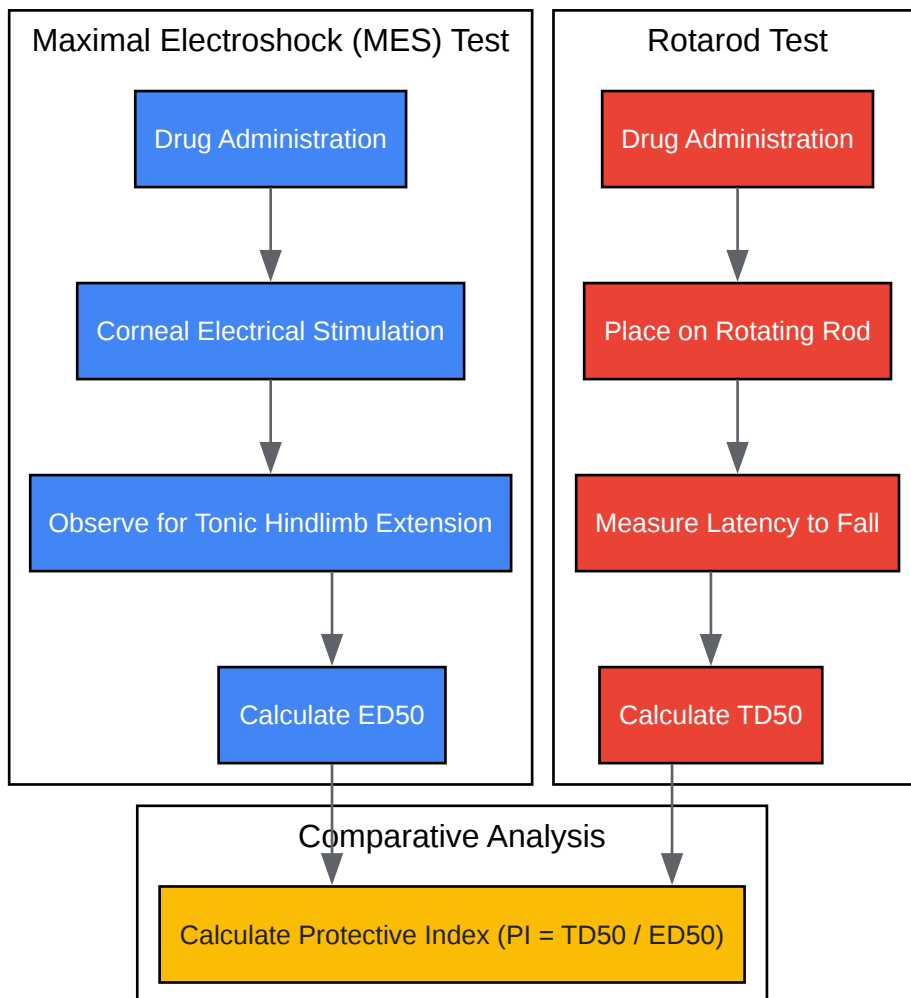 Maximal Electroshock (MES) Test
Drug Administration
Corneal Electrical Stimulation
Observe for Tonic Hindlimb Extension
Calculate ED50
Rotarod Test
Drug Administration
Place on Rotating Rod
Measure Latency to Fall
Calculate TD50
Comparative Analysis
Calculate Protective Index (PI = TD50 / ED50)